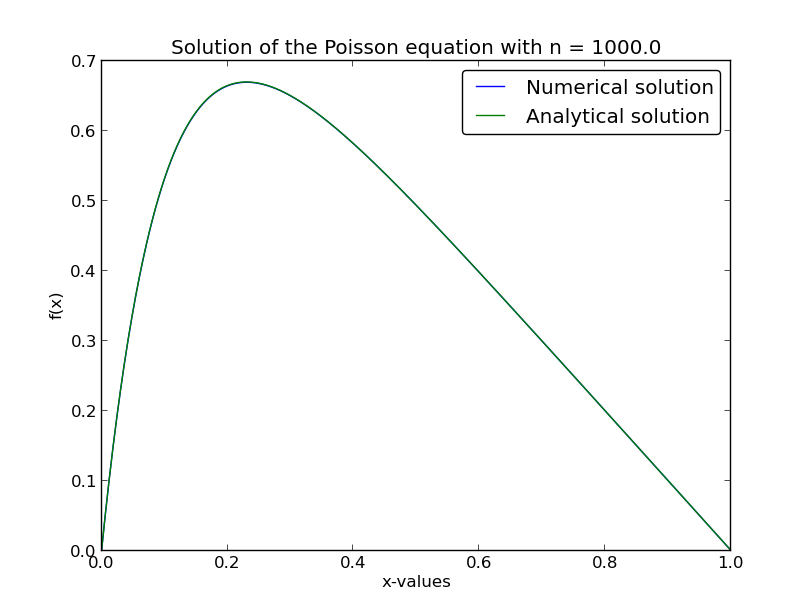 Solution of the Poisson equation with n = 1000.0
0.7
0.6
0.5
0.4
0.3
0.2
0.1
0.0
f(x)
Numerical solution
Analytical solution
0.0 0.2 0.4 0.6 0.8 1.0
x-values